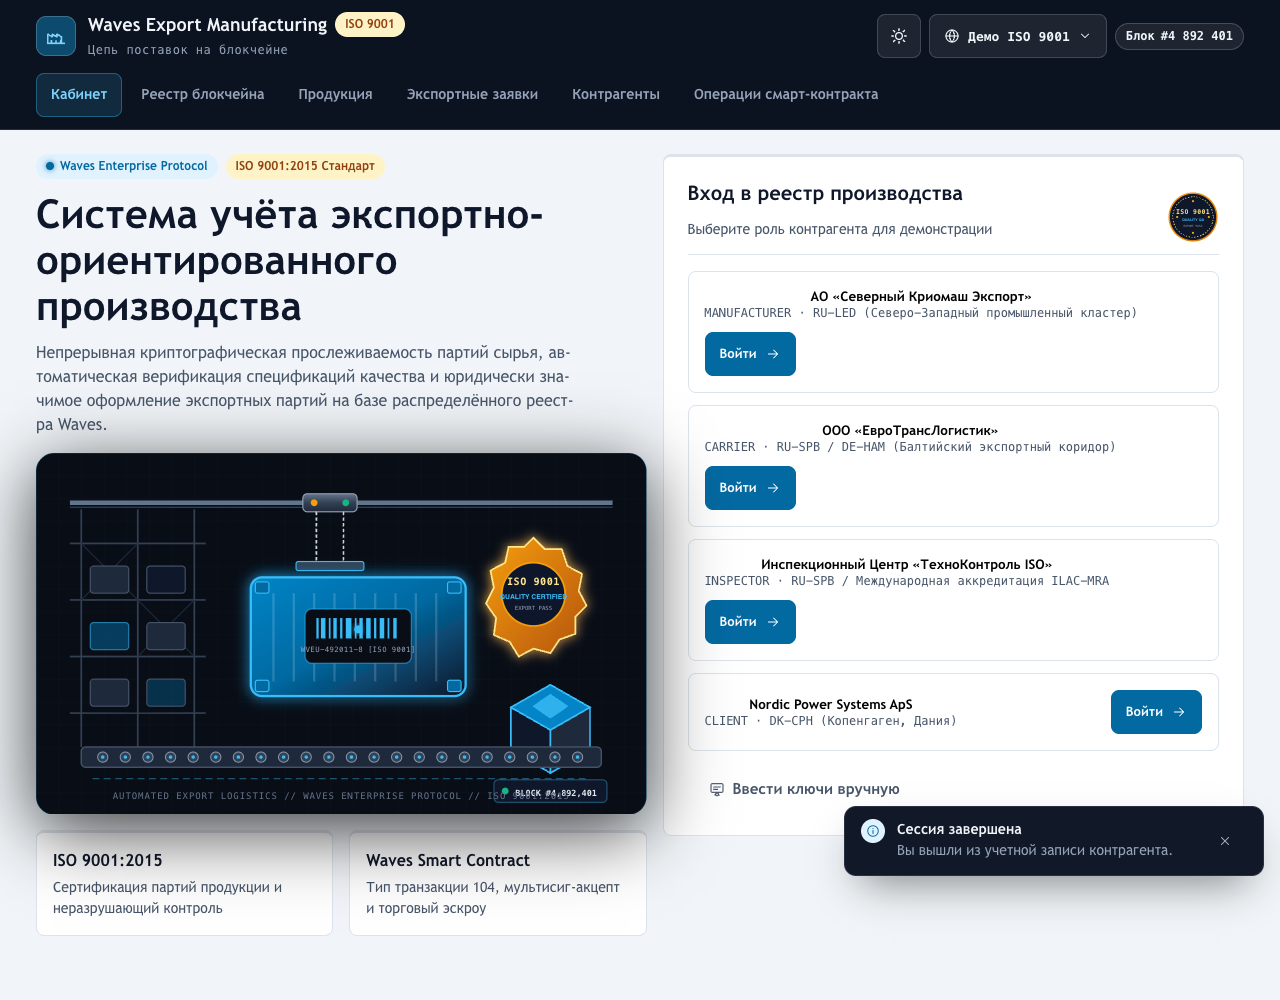 Waves Export Manufacturing
ISO 9001
Цепь поставок на блокчейне
Демо ISO 9001
Блок #4 892 401
Кабинет
Реестр блокчейна
Продукция
Экспортные заявки
Контрагенты
Операции смарт-контракта
Waves Enterprise Protocol
ISO 9001:2015 Стандарт
Система учёта экспортно-
ориентированного
производства
Непрерывная криптографическая прослеживаемость партий сырья, ав-
томатическая верификация спецификаций качества и юридически зна-
чимое оформление экспортных партий на базе распределённого реест-
ра Waves.
ISO 9001
QUALITY CERTIFIED
EXPORT PASS
WVEU-492011-8 [ISO 9001]
BLOCK #4,892,401
AUTOMATED EXPORT LOGISTICS // WAVES ENTERPRISE PROTOCOL // ISO 9001:2015
ISO 9001:2015
Сертификация партий продукции и
неразрушающий контроль
Waves Smart Contract
Тип транзакции 104, мультисиг-акцепт
и торговый эскроу
Вход в реестр производства
Выберите роль контрагента для демонстрации
ISO 9001
АО «Северный Криомаш Экспорт»
MANUFACTURER · RU-LED (Северо-Западный промышленный кластер)
Войти
ООО «ЕвроТрансЛогистик»
CARRIER · RU-SPB / DE-HAM (Балтийский экспортный коридор)
Войти
Инспекционный Центр «ТехноКонтроль ISO»
INSPECTOR · RU-SPB / Международная аккредитация ILAC-MRA
Войти
Nordic Power Systems ApS
CLIENT · DK-CPH (Копенгаген, Дания)
Войти
Ввести ключи вручную
Сессия завершена
Вы вышли из учетной записи контрагента.